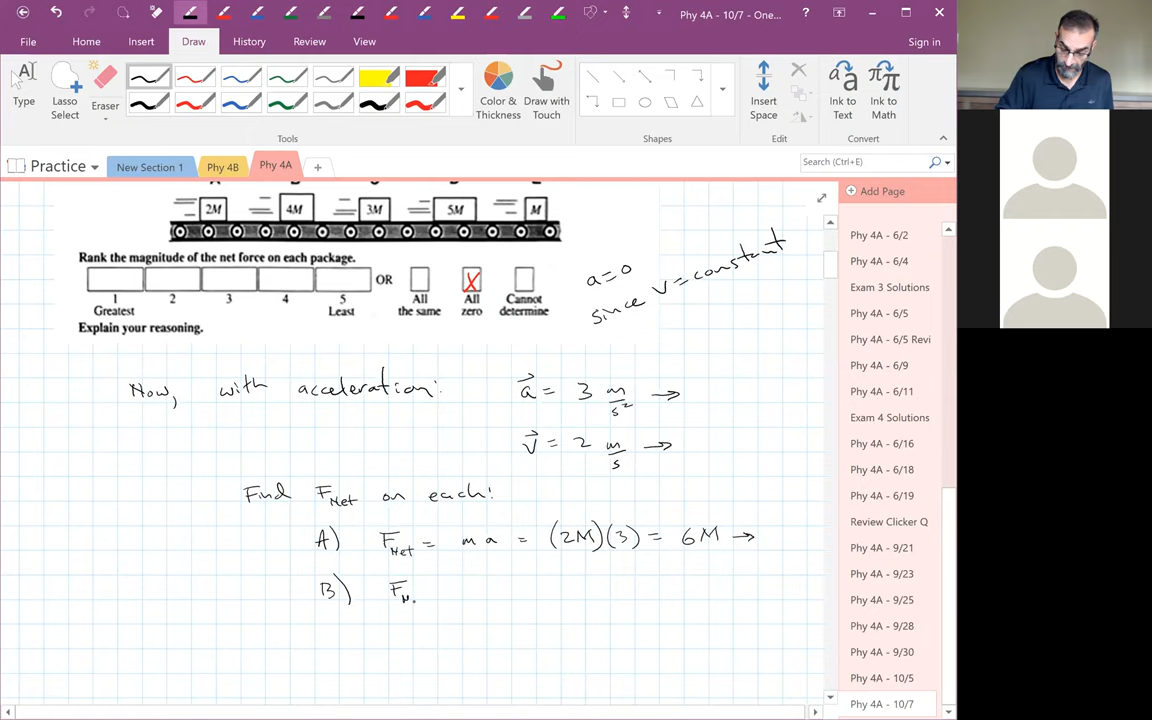 Phy 4A - 10/7 - One...
File Home Insert Draw History Review View
Sign in
Type
Lasso Select
Eraser
Color & Thickness
Draw with Touch
Insert Space
Ink to Text
Ink to Math
Tools
Shapes
Edit
Convert
Practice
New Section 1
Phy 4B
Phy 4A
Search (Ctrl+E)
Add Page
Phy 4A - 6/2
Phy 4A - 6/4
Exam 3 Solutions
Phy 4A - 6/5
Phy 4A - 6/5 Revi
Phy 4A - 6/9
Phy 4A - 6/11
Exam 4 Solutions
Phy 4A - 6/16
Phy 4A - 6/18
Phy 4A - 6/19
Review Clicker Q
Phy 4A - 9/21
Phy 4A - 9/23
Phy 4A - 9/25
Phy 4A - 9/28
Phy 4A - 9/30
Phy 4A - 10/5
Phy 4A - 10/7
2M 4M 3M 5M M
Rank the magnitude of the net force on each package.
OR
1 2 3 4 5
Greatest Least
All the same
All zero
Cannot determine
X
Explain your reasoning.
a=0
since v=constant
Now, with acceleration: a⃗ = 3 m/s² →
v⃗ = 2 m/s →
Find FNet on each:
A) FNet = ma = (2M)(3) = 6M →
B) FN